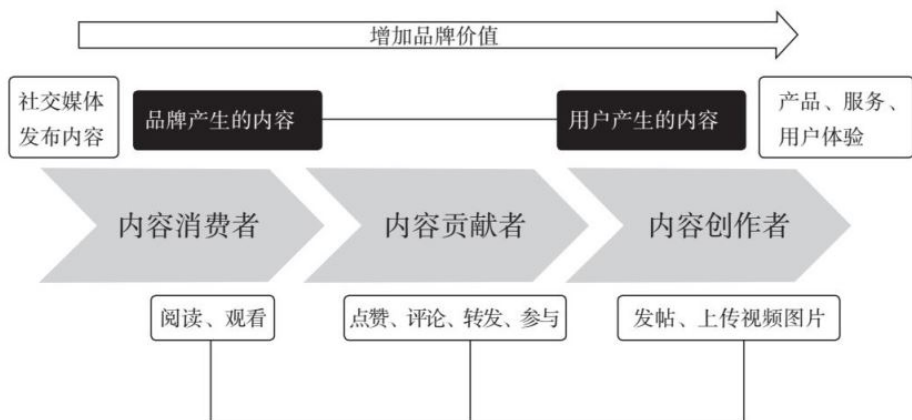 增加品牌价值
社交媒体
发布内容
品牌产生的内容
用户产生的内容
产品、服务、
用户体验
内容消费者
内容贡献者
内容创作者
阅读、观看
点赞、评论、转发、参与
发帖、上传视频图片